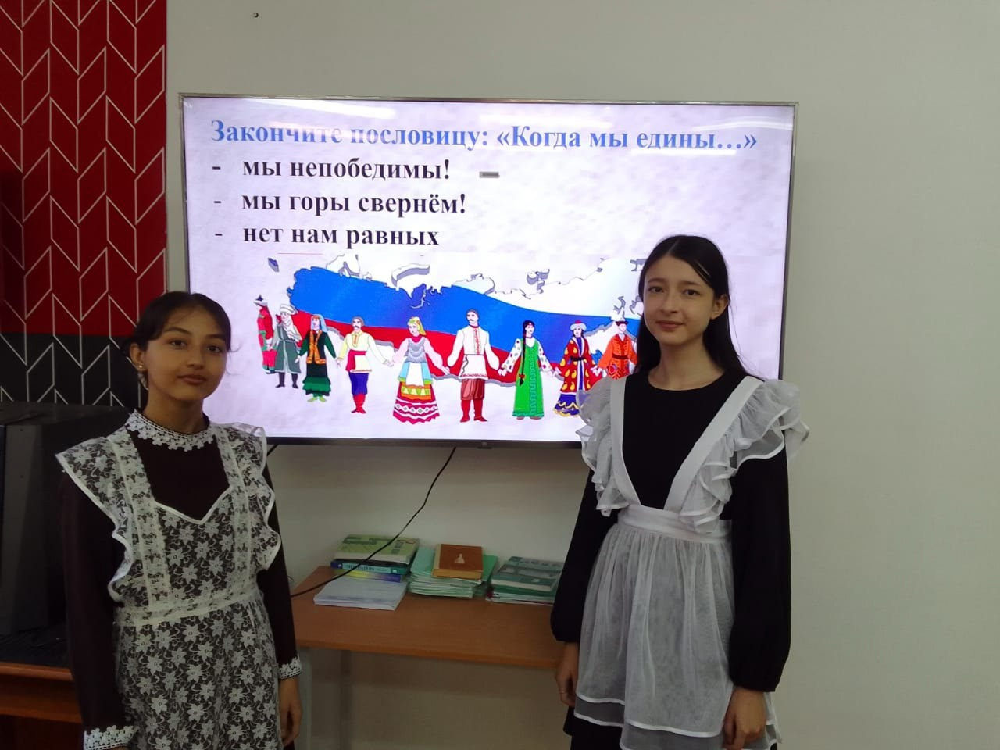 Закончите пословицу: «Когда мы едины...»
- мы непобедимы!
- мы горы свернём!
- нет нам равных